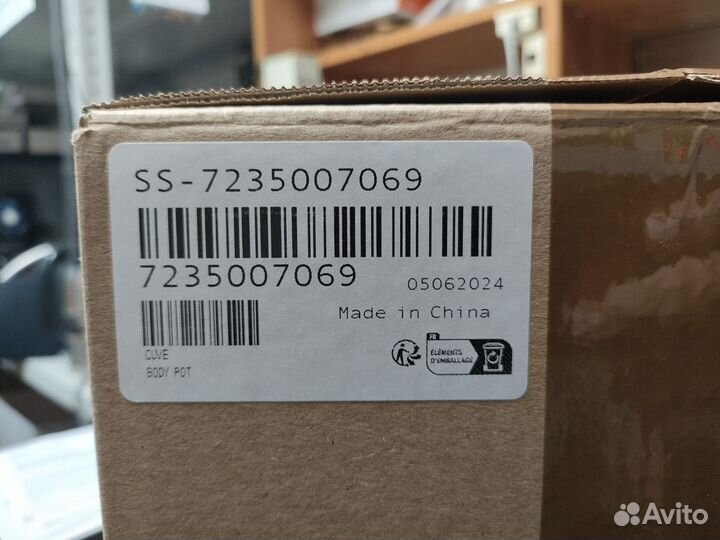 SS-7235007069
7235007069
05062024
Made in China
CUVE
BODY POT
FR
ÉLÉMENTS
D'EMBALLAGE
Avito